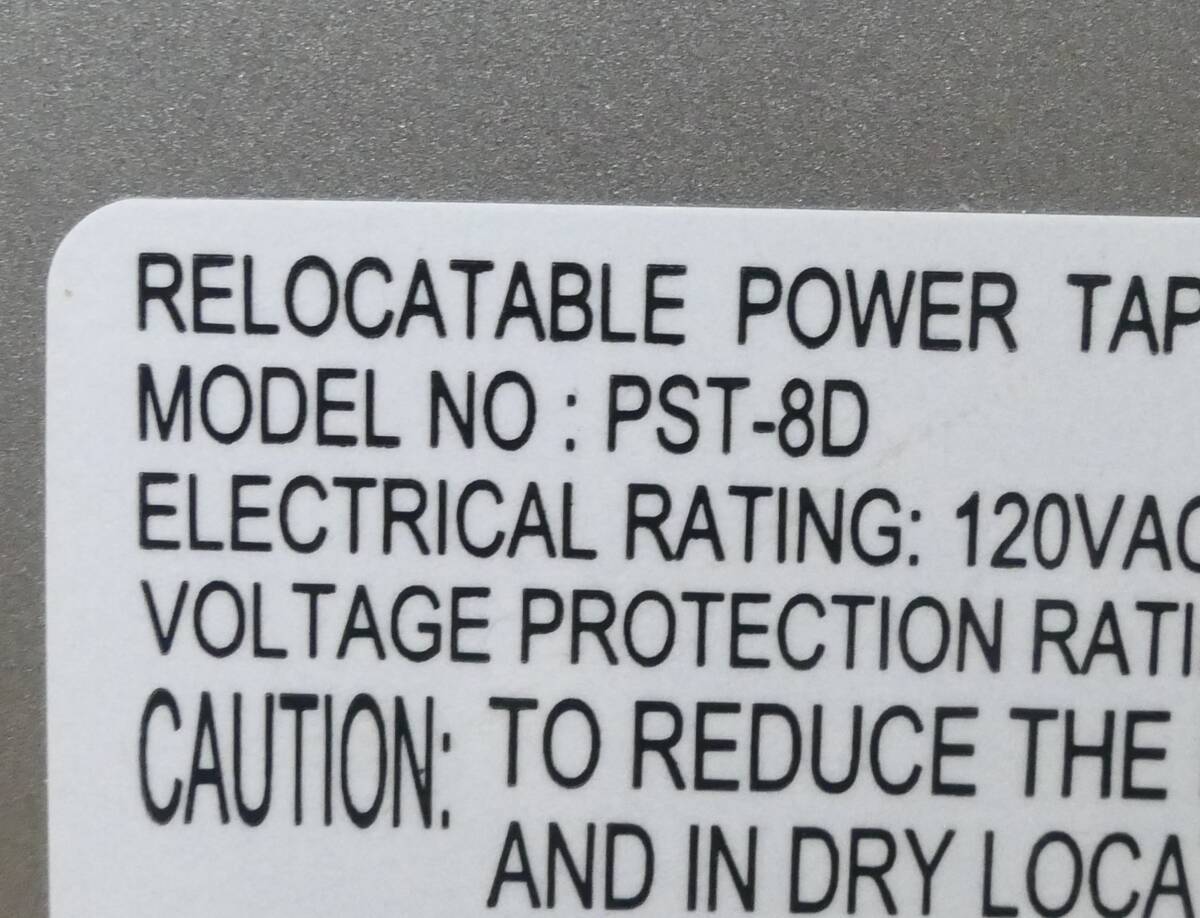 RELOCATABLE POWER TAP
MODEL NO : PST-8D
ELECTRICAL RATING: 120VAC
VOLTAGE PROTECTION RATI
CAUTION: TO REDUCE THE
AND IN DRY LOCA